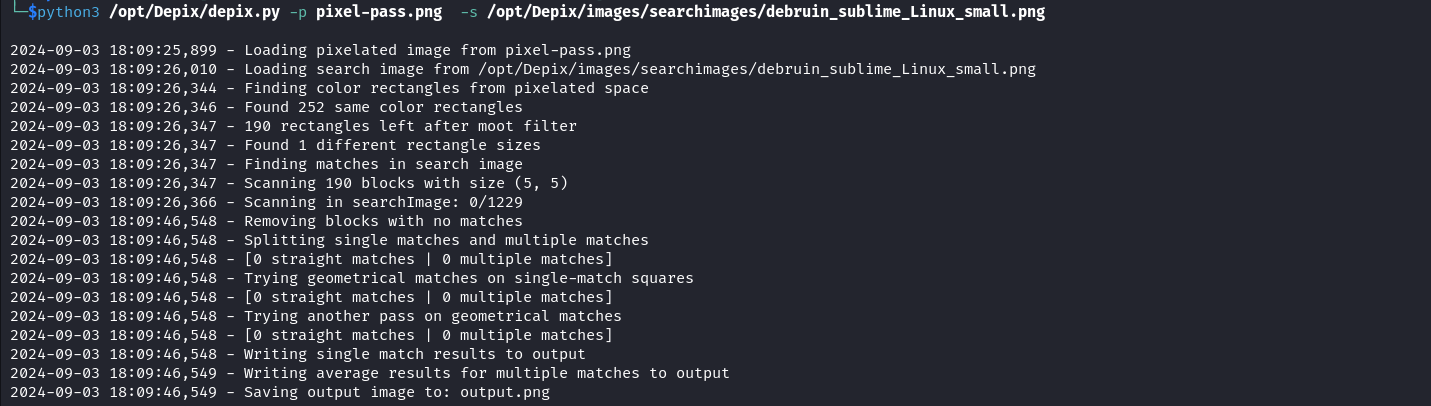 └─$python3 /opt/Depix/depix.py -p pixel-pass.png  -s /opt/Depix/images/searchimages/debruin_sublime_Linux_small.png
2024-09-03 18:09:25,899 - Loading pixelated image from pixel-pass.png
2024-09-03 18:09:26,010 - Loading search image from /opt/Depix/images/searchimages/debruin_sublime_Linux_small.png
2024-09-03 18:09:26,344 - Finding color rectangles from pixelated space
2024-09-03 18:09:26,346 - Found 252 same color rectangles
2024-09-03 18:09:26,347 - 190 rectangles left after moot filter
2024-09-03 18:09:26,347 - Found 1 different rectangle sizes
2024-09-03 18:09:26,347 - Finding matches in search image
2024-09-03 18:09:26,347 - Scanning 190 blocks with size (5, 5)
2024-09-03 18:09:26,366 - Scanning in searchImage: 0/1229
2024-09-03 18:09:46,548 - Removing blocks with no matches
2024-09-03 18:09:46,548 - Splitting single matches and multiple matches
2024-09-03 18:09:46,548 - [0 straight matches | 0 multiple matches]
2024-09-03 18:09:46,548 - Trying geometrical matches on single-match squares
2024-09-03 18:09:46,548 - [0 straight matches | 0 multiple matches]
2024-09-03 18:09:46,548 - Trying another pass on geometrical matches
2024-09-03 18:09:46,548 - [0 straight matches | 0 multiple matches]
2024-09-03 18:09:46,548 - Writing single match results to output
2024-09-03 18:09:46,549 - Writing average results for multiple matches to output
2024-09-03 18:09:46,549 - Saving output image to: output.png